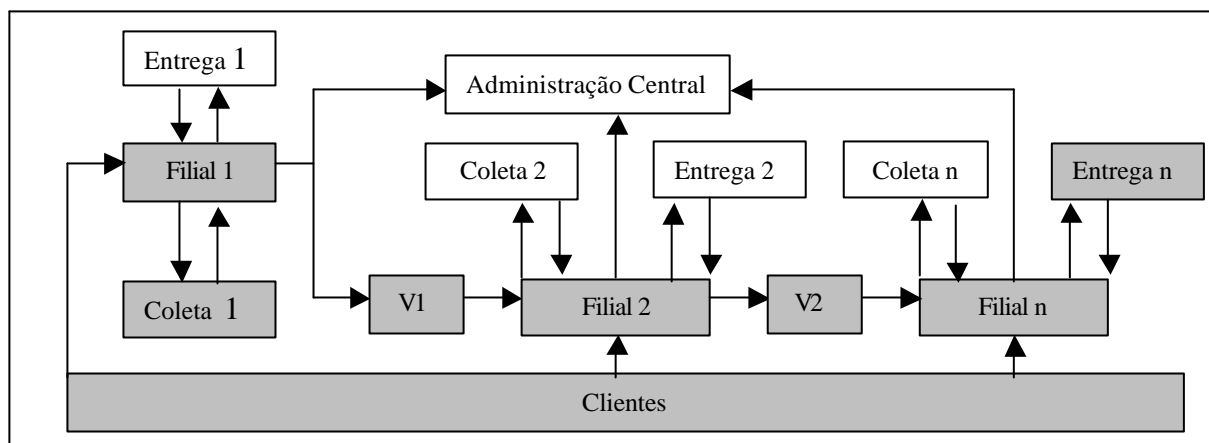 Entrega 1
Administração Central
Filial 1
Coleta 2
Entrega 2
Coleta n
Entrega n
Coleta 1
V1
Filial 2
V2
Filial n
Clientes